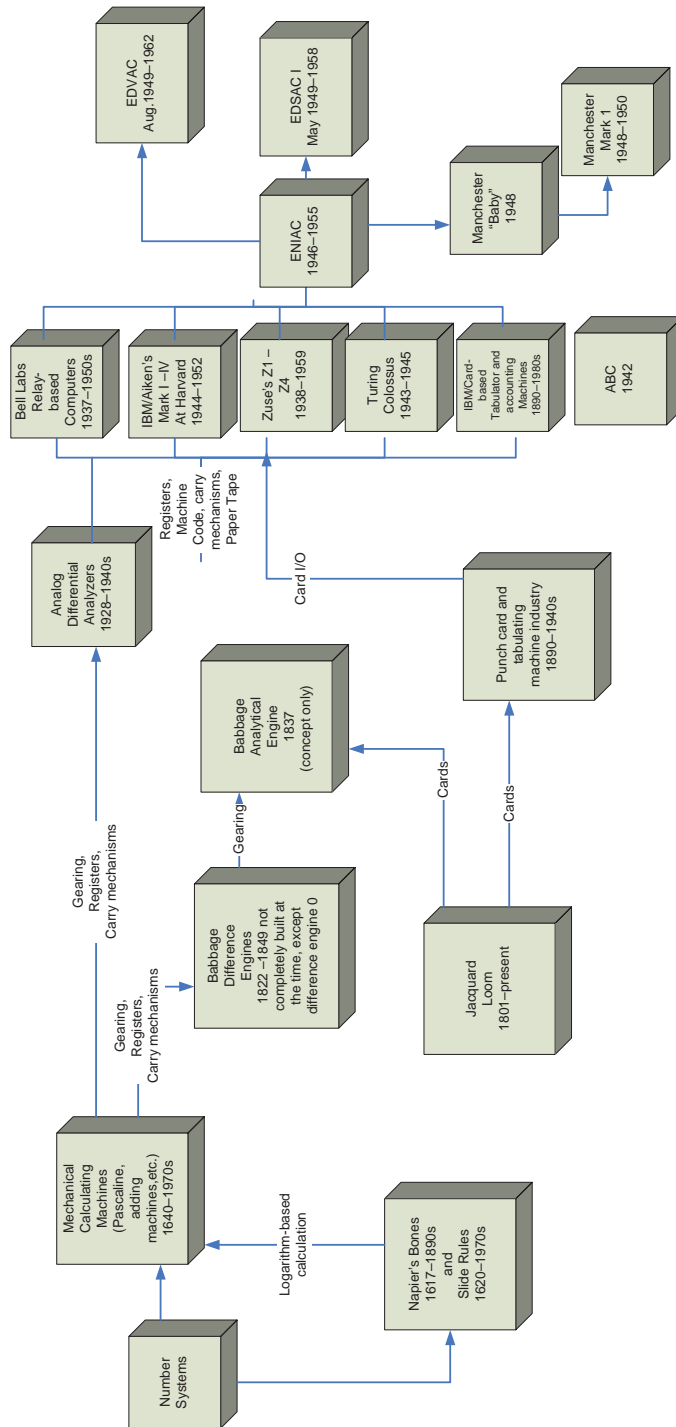 Number
Systems
Mechanical
Calculating
Machines
(Pascaline,
adding
machines,etc.)
1640–1970s
Napier's Bones
1617–1890s
and
Slide Rules
1620–1970s
Logarithm-based
calculation
Gearing,
Registers,
Carry mechanisms
Gearing,
Registers,
Carry mechanisms
Babbage
Difference
Engines
1822 –1849 not
completely built at
the time, except
difference engine 0
Jacquard
Loom
1801–present
Gearing
Cards
Cards
Babbage
Analytical
Engine
1837
(concept only)
Punch card and
tabulating
machine industry
1890–1940s
Analog
Differential
Analyzers
1928–1940s
Registers,
Machine
Code, carry
mechanisms,
Paper Tape
Card I/O
Bell Labs
Relay-
based
Computers
1937–1950s
IBM/Aiken's
Mark I –IV
At Harvard
1944–1952
Zuse's Z1–
Z4
1938–1959
Turing
Colossus
1943–1945
IBM/Card-
based
Tabulator and
accounting
Machines
1890–1980s
ABC
1942
ENIAC
1946–1955
EDVAC
Aug.1949–1962
EDSAC I
May 1949–1958
Manchester
"Baby"
1948
Manchester
Mark 1
1948–1950